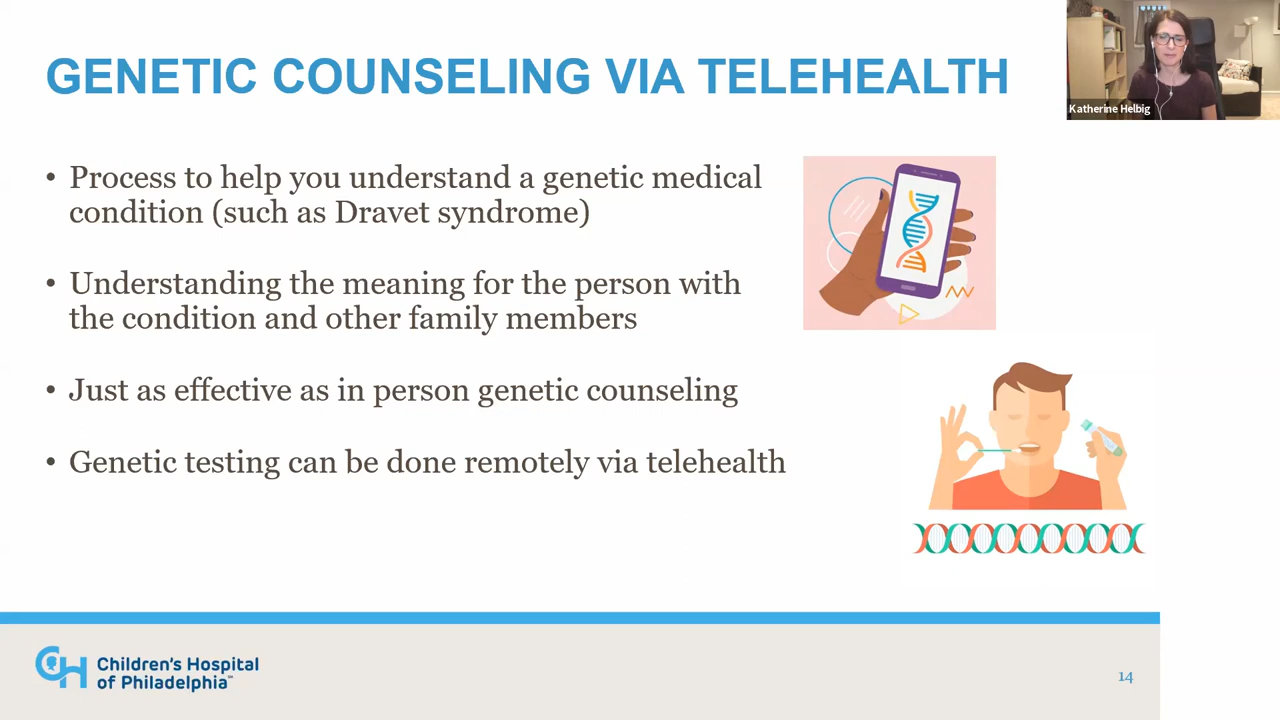 GENETIC COUNSELING VIA TELEHEALTH
Katherine Helbig
• Process to help you understand a genetic medical
condition (such as Dravet syndrome)
• Understanding the meaning for the person with
the condition and other family members
• Just as effective as in person genetic counseling
• Genetic testing can be done remotely via telehealth
CH Children's Hospital
of Philadelphia℠
14